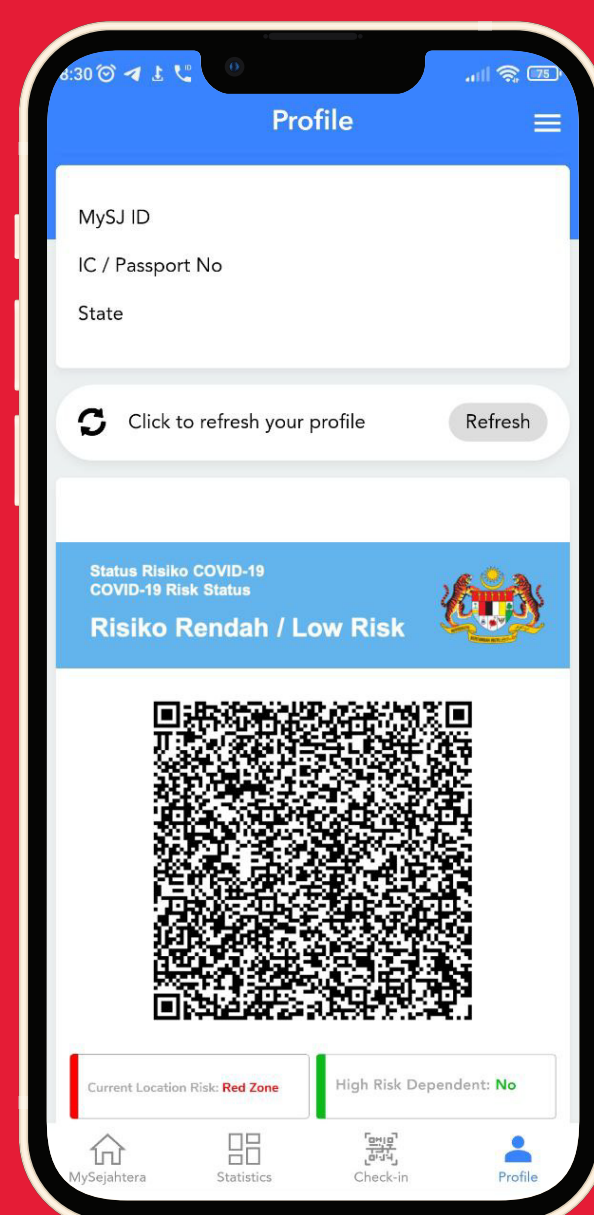 8:30
75
Profile
MySJ ID
IC / Passport No
State
Click to refresh your profile
Refresh
Status Risiko COVID-19
COVID-19 Risk Status
Risiko Rendah / Low Risk
Current Location Risk: Red Zone
High Risk Dependent: No
MySejahtera
Statistics
Check-in
Profile